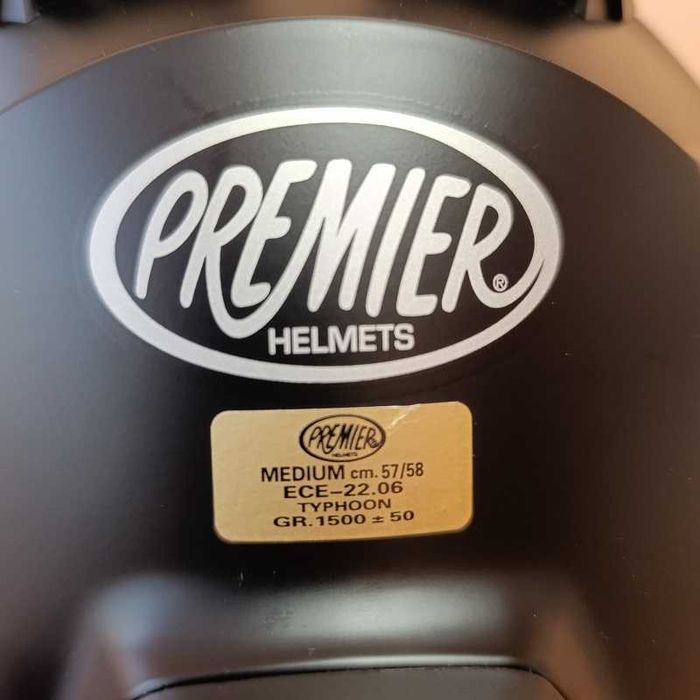 PREMIER®
HELMETS
PREMIER
HELMETS
MEDIUM cm. 57/58
ECE-22.06
TYPHOON
GR. 1500 ± 50